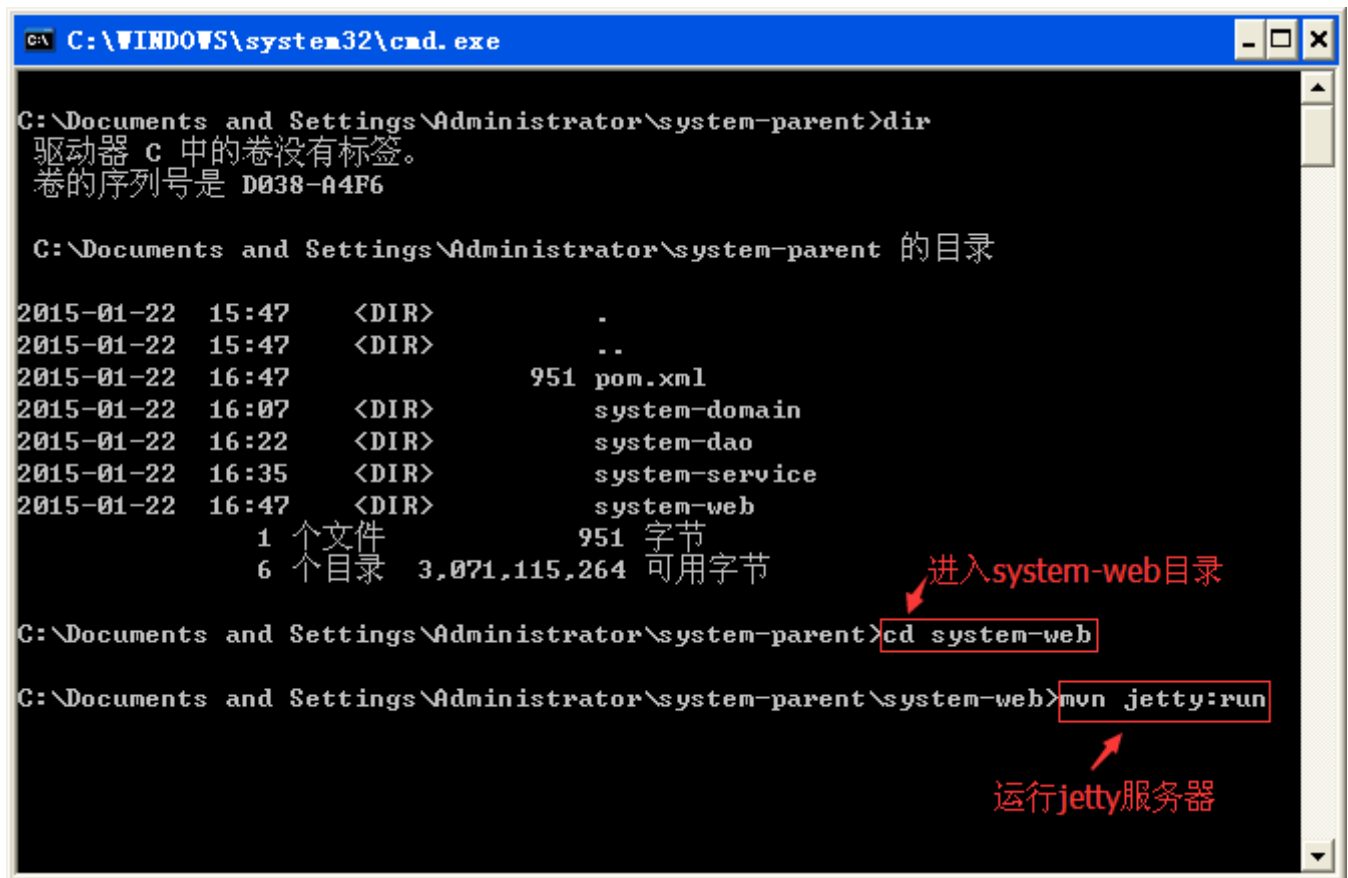 C:\WINDOWS\system32\cmd.exe
C:\Documents and Settings\Administrator\system-parent>dir
驱动器 C 中的卷没有标签。
卷的序列号是 D038-A4F6
C:\Documents and Settings\Administrator\system-parent 的目录
2015-01-22  15:47    <DIR>          .
2015-01-22  15:47    <DIR>          ..
2015-01-22  16:47               951 pom.xml
2015-01-22  16:07    <DIR>          system-domain
2015-01-22  16:22    <DIR>          system-dao
2015-01-22  16:35    <DIR>          system-service
2015-01-22  16:47    <DIR>          system-web
1 个文件            951 字节
6 个目录  3,071,115,264 可用字节
进入system-web目录
C:\Documents and Settings\Administrator\system-parent>cd system-web
C:\Documents and Settings\Administrator\system-parent\system-web>mvn jetty:run
运行jetty服务器